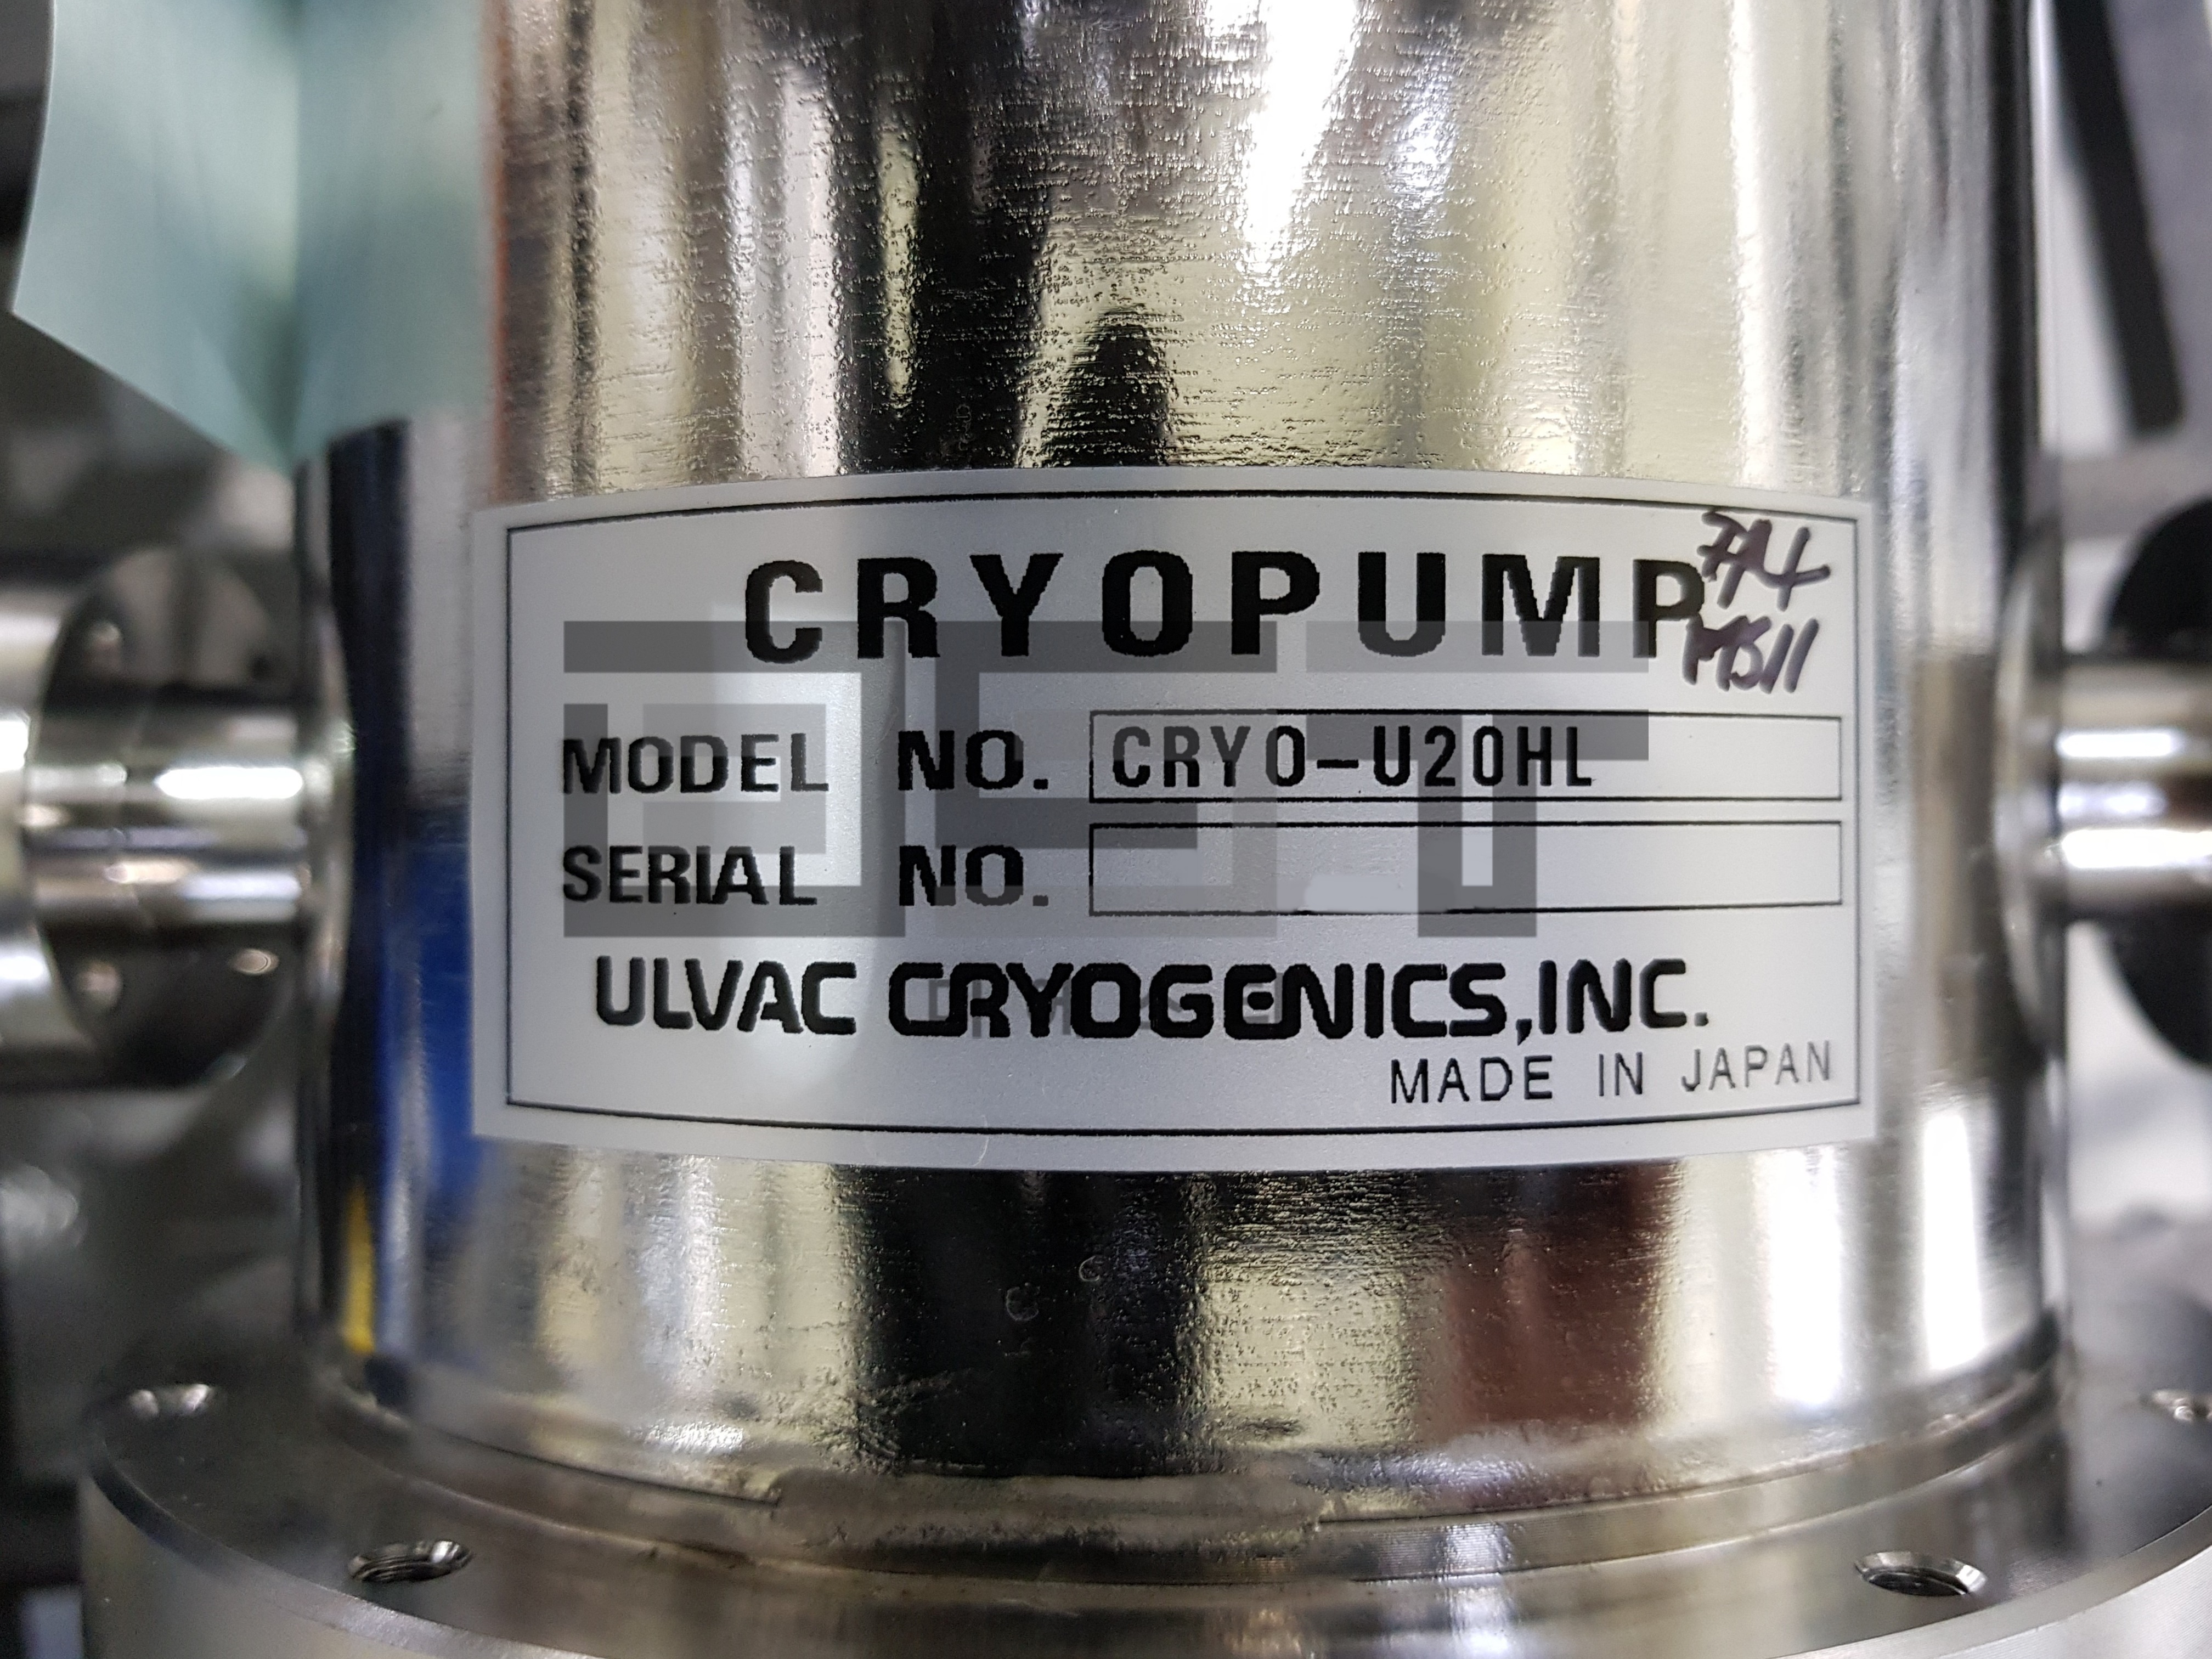 CRYOPUMP
MODEL NO. CRYO-U20HL
SERIAL NO.
ULVAC CRYOGENICS,INC.
MADE IN JAPAN